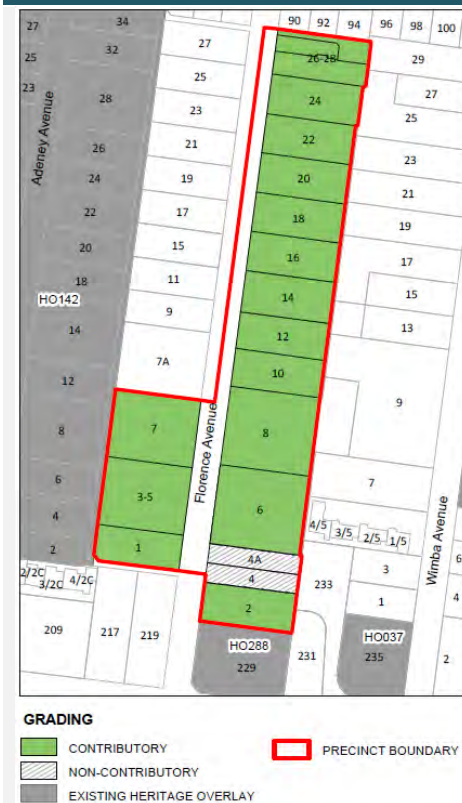 27 34 27 90 92 94 96 98 100
25 32 25 26-28 29
23 28 23 24 27
Adeney Avenue 25
26 21 22 23
24 19 20 21
22 17 18 19
20 15 16 17
18 11 14 15
HO142
14 9 12 13
12 7A 10 9
8 7 Florence Avenue 8
6 3-5 6 7
4 4/5 3/5 2/5 1/5 Wimba Avenue
2 1 4A 3 6
2/2C 3/2C 4/2C 4 233 1 4
209 217 219 2 2
HO288 HO037
229 231 235
GRADING
CONTRIBUTORY PRECINCT BOUNDARY
NON-CONTRIBUTORY
EXISTING HERITAGE OVERLAY